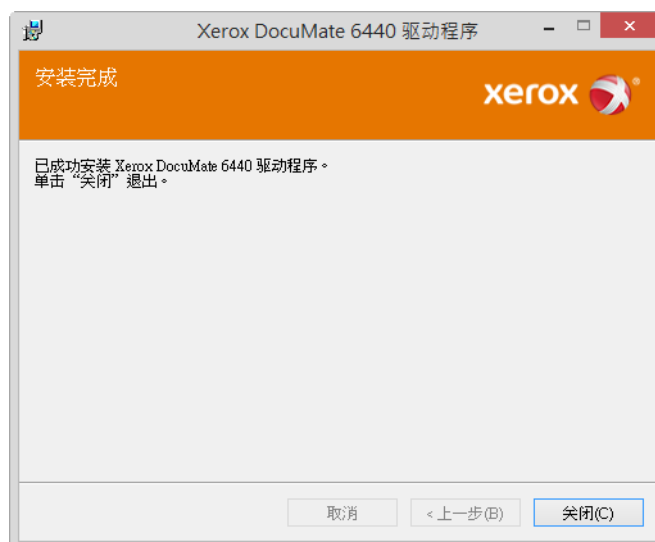 Xerox DocuMate 6440 驱动程序
安装完成
xerox
已成功安装 Xerox DocuMate 6440 驱动程序。
单击“关闭”退出。
取消
<上一步(B)
关闭(C)